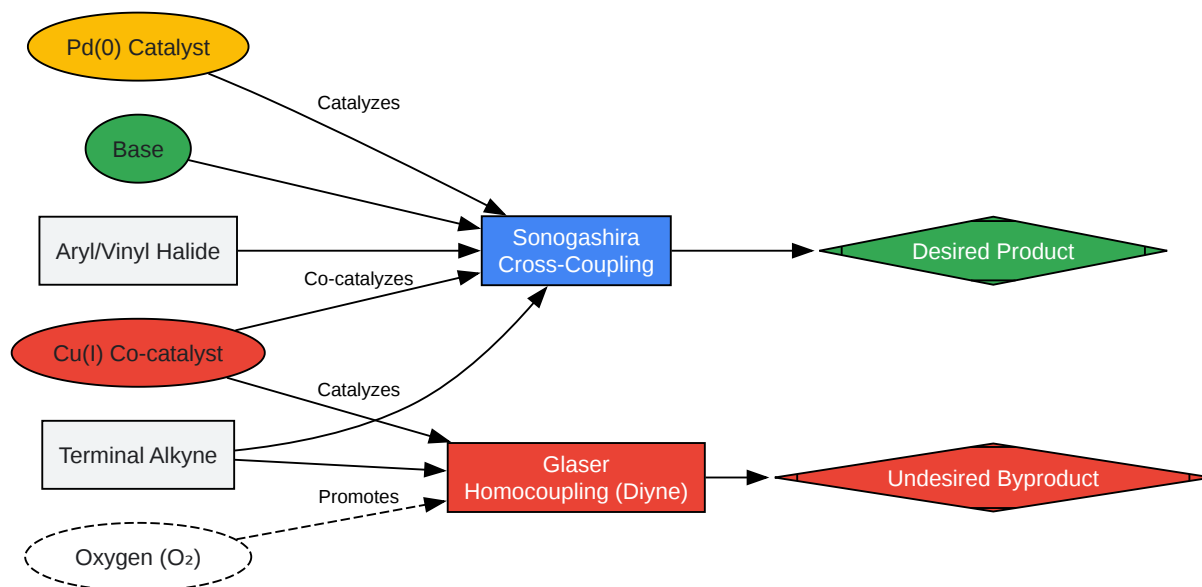 Pd(0) Catalyst
Catalyzes
Base
Aryl/Vinyl Halide
Sonogashira
Cross-Coupling
Desired Product
Co-catalyzes
Cu(I) Co-catalyst
Catalyzes
Terminal Alkyne
Glaser
Homocoupling (Diyne)
Undesired Byproduct
Promotes
Oxygen (O₂)